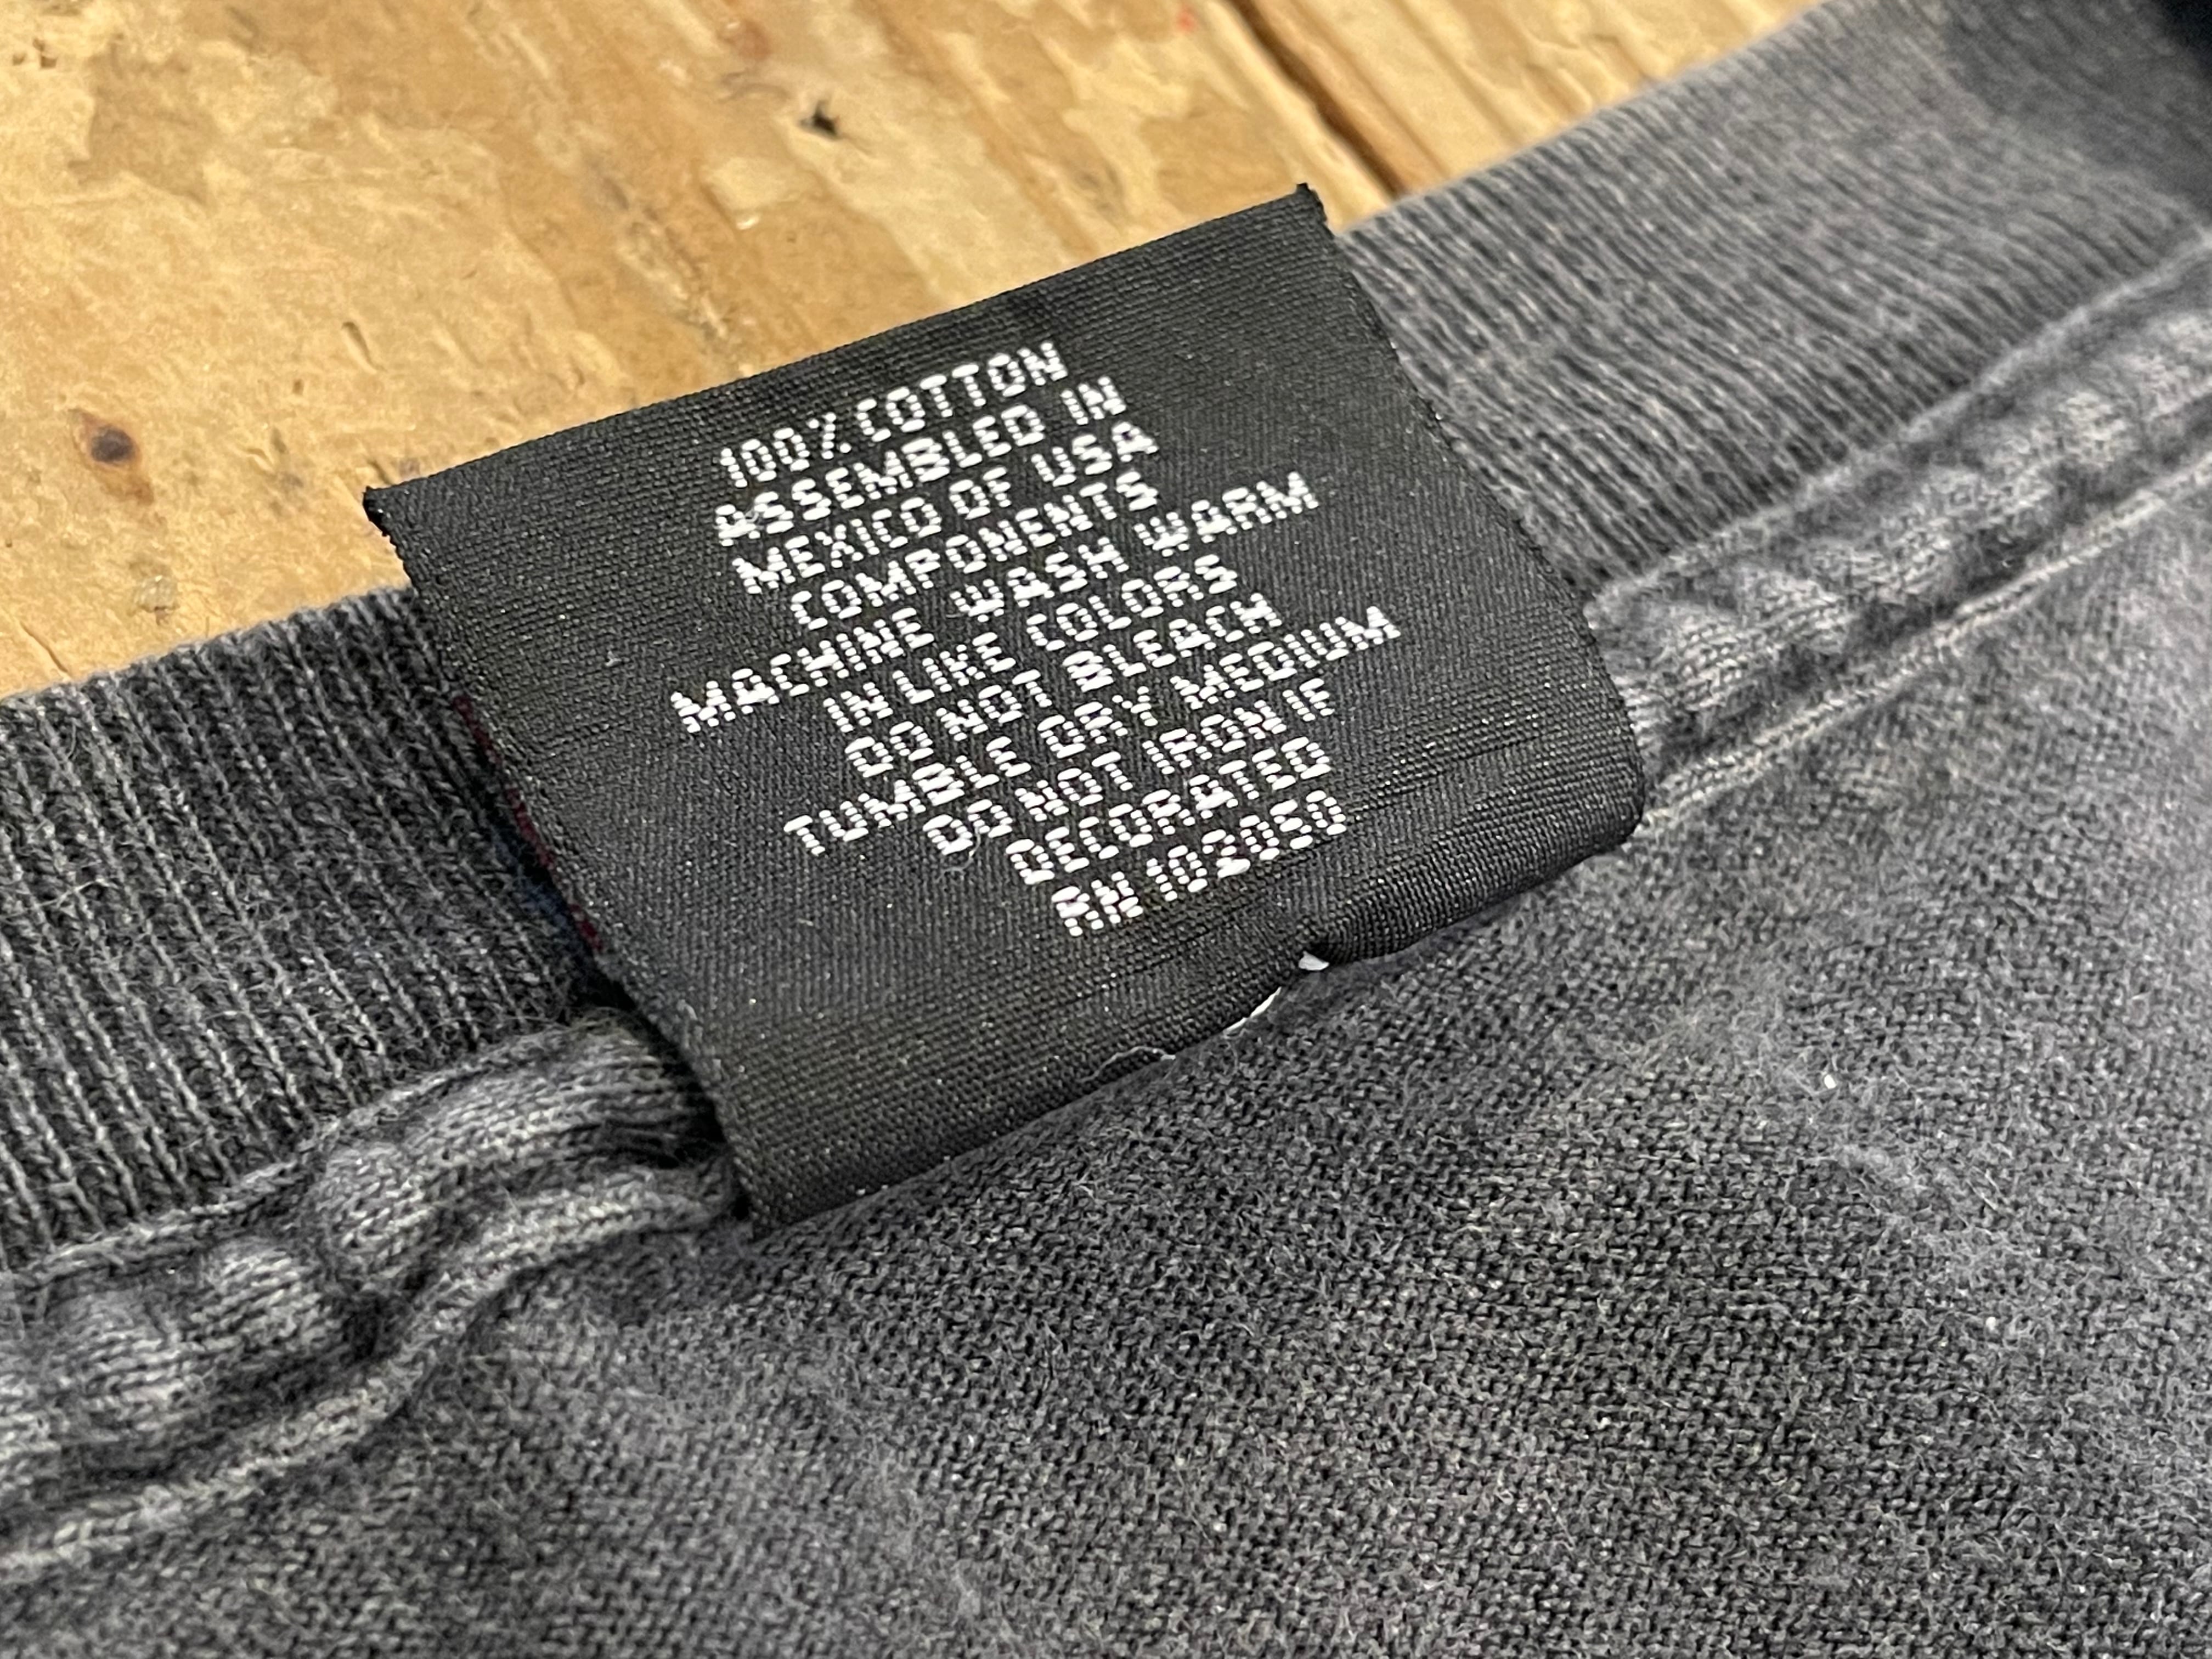 100% COTTON
ASSEMBLED IN
MEXICO OF USA
COMPONENTS
MACHINE WASH WARM
IN LIKE COLORS
DO NOT BLEACH
TUMBLE DRY MEDIUM
DO NOT IRON IF
DECORATED
RN 102050